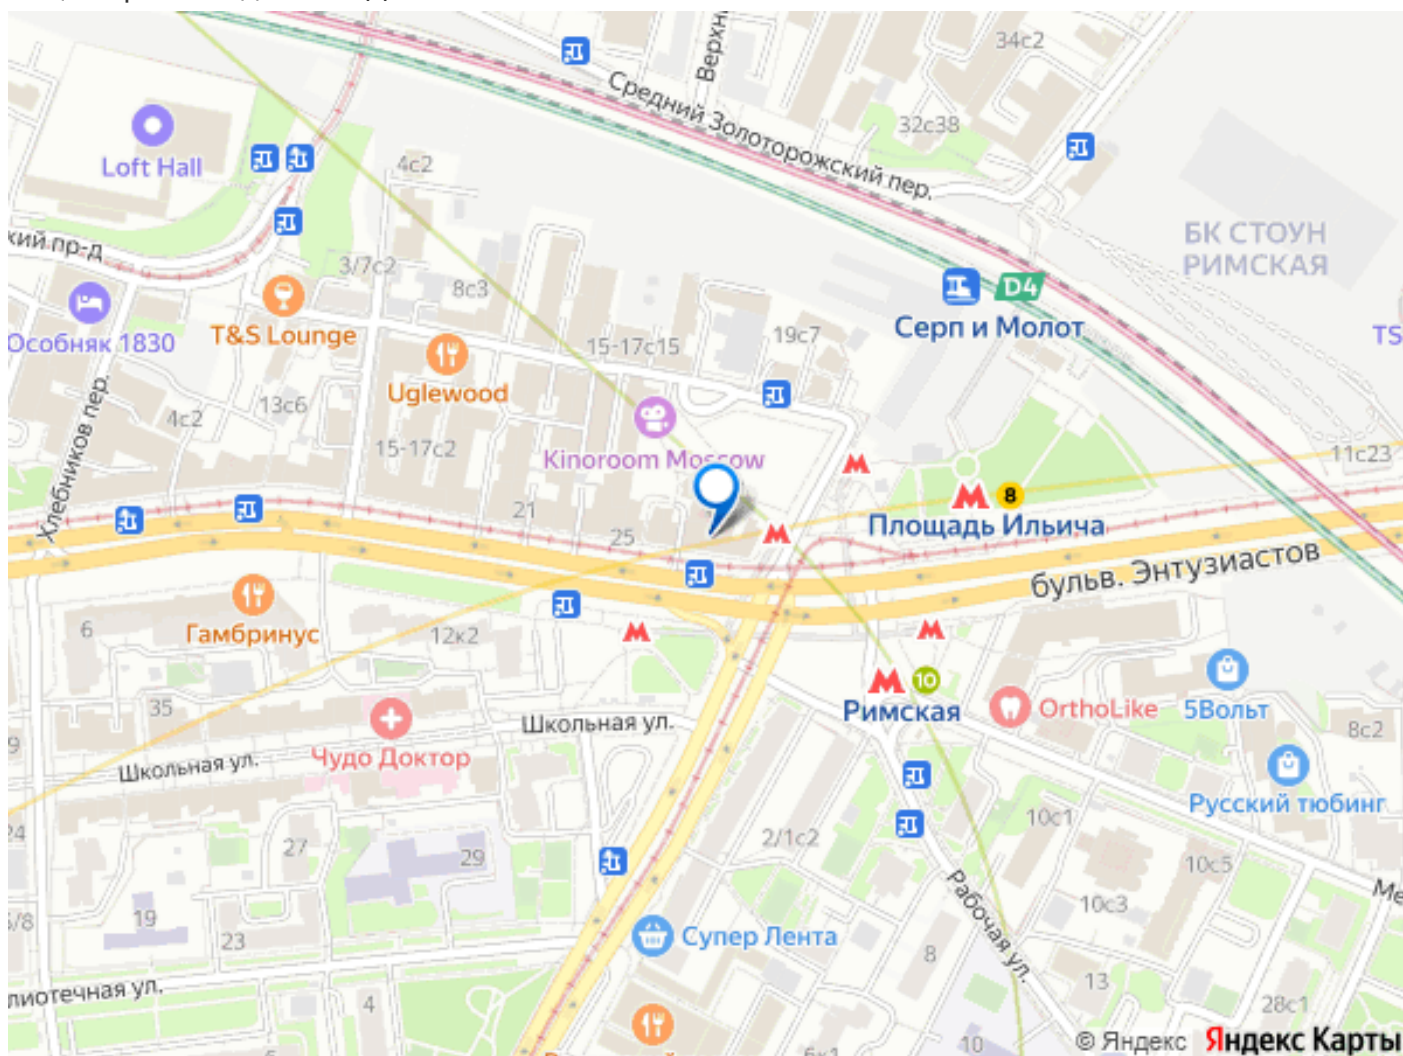 34с2
Верхн
Средний Золоторожский пер.
32с38
Loft Hall
4с2
кий пр-д
БК СТОУН
РИМСКАЯ
3/7с2
8с3
D4
Серп и Молот
T&S Lounge
Особняк 1830
15-17с15
19с7
TS
Uglewood
Хлебников пер.
13с6
4с2
15-17с2
Kinoroom Moscow
11с23
8
Площадь Ильича
21
25
бульв. Энтузиастов
6
Гамбринус
12к2
10
Римская
OrthoLike
5Вольт
35
Школьная ул.
8с2
9
Школьная ул.
Чудо Доктор
Русский тюбинг
24
27
29
2/1с2
10с1
10с5
Ме
Рабочая ул.
10с3
6/8
19
23
Супер Лента
8
13
лиотечная ул.
4
28с1
10
© Яндекс Яндекс Карты